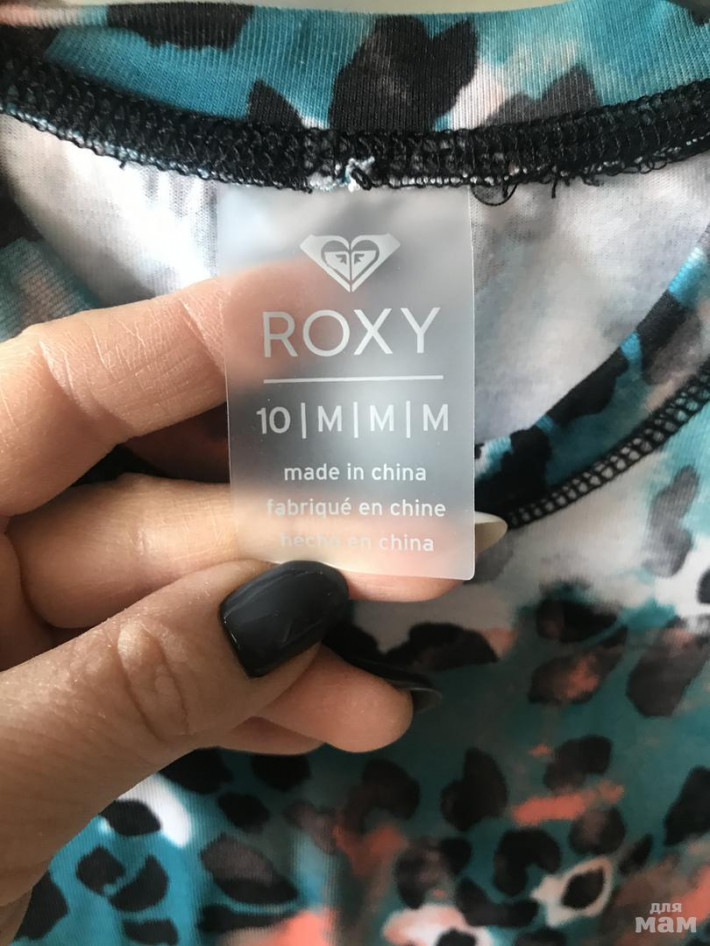 ROXY
10|M|M|M
made in china
fabriqué en chine
hecho en china
для
мам